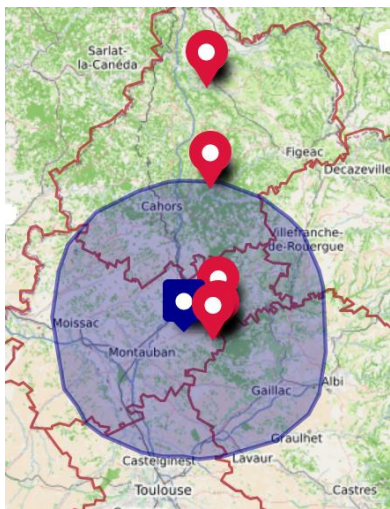 Sarlat-
la-Canéda
Figeac
Decazeville
Cahors
Villefranche-
de-Rouergue
Moissac
Montauban
Albi
Gaillac
Graulhet
Castelginest
Lavaur
Toulouse
Castres